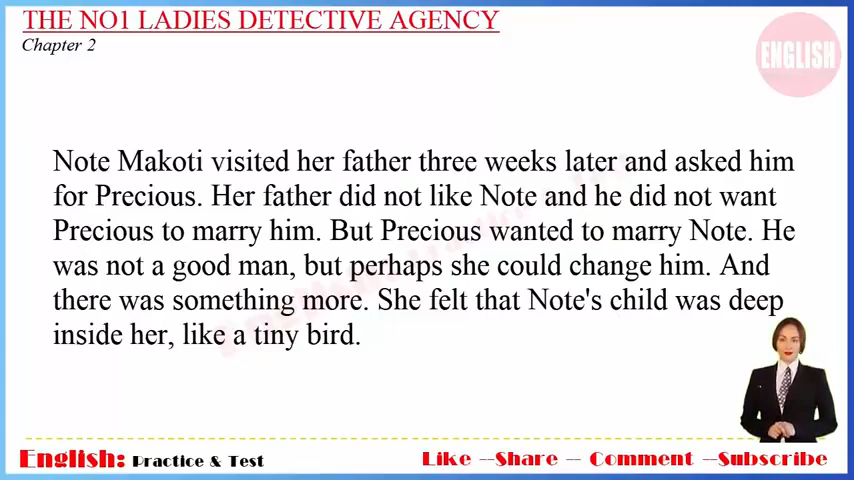 THE NO1 LADIES DETECTIVE AGENCY
Chapter 2
ENGLISH
Note Makoti visited her father three weeks later and asked him
for Precious. Her father did not like Note and he did not want
Precious to marry him. But Precious wanted to marry Note. He
was not a good man, but perhaps she could change him. And
there was something more. She felt that Note's child was deep
inside her, like a tiny bird.
English: Practice & Test
Like --Share -- Comment --Subscribe